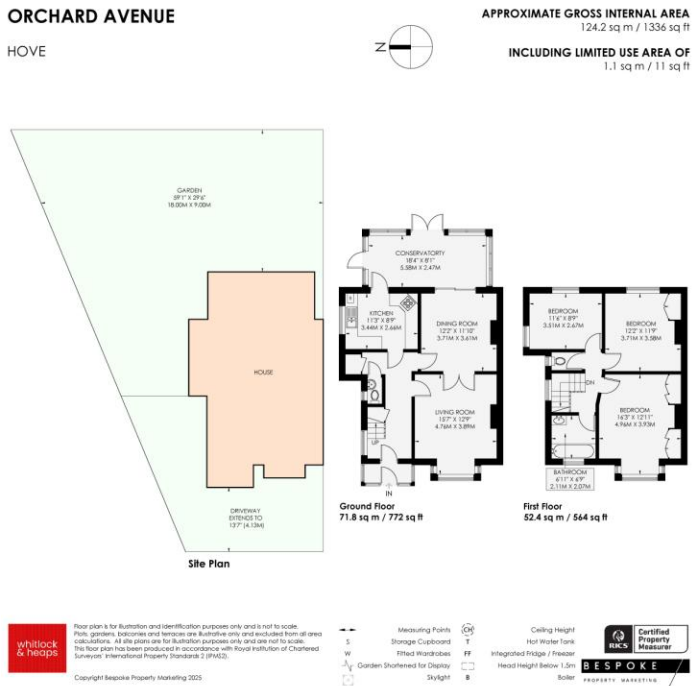 ORCHARD AVENUE
HOVE
APPROXIMATE GROSS INTERNAL AREA
124.2 sq m / 1336 sq ft
INCLUDING LIMITED USE AREA OF
1.1 sq m / 11 sq ft
N
GARDEN
59'1" X 29'6"
18.00M X 9.00M
HOUSE
DRIVEWAY
EXTENDS TO
13'7" (4.13M)
Site Plan
CONSERVATORTY
18'4" X 8'1"
5.58M X 2.47M
KITCHEN
11'3" X 8'9"
3.44M X 2.66M
DINING ROOM
12'2" X 11'10"
3.71M X 3.61M
LIVING ROOM
15'7" X 12'9"
4.76M X 3.89M
UP
IN
Ground Floor
71.8 sq m / 772 sq ft
BEDROOM
11'6" X 8'9"
3.51M X 2.67M
BEDROOM
12'2" X 11'9"
3.71M X 3.58M
DN
BEDROOM
16'3" X 12'11"
4.96M X 3.93M
BATHROOM
6'11" X 6'9"
2.11M X 2.07M
First Floor
52.4 sq m / 564 sq ft
whitlock
& heaps
Floor plan is for illustration and identification purposes only and is not to scale.
Plots, gardens, balconies and terraces are illustrative only and excluded from all area
calculations. All site plans are for illustration purposes only and are not to scale.
This floor plan has been produced in accordance with Royal Institution of Chartered
Surveyors' International Property Standards 2 (IPMS2).
Copyright Bespoke Property Marketing 2025
Measuring Points
S Storage Cupboard
W Fitted Wardrobes
Garden Shortened for Display
Skylight
CH Ceiling Height
T Hot Water Tank
FF Integrated Fridge / Freezer
Head Height Below 1.5m
B Boiler
RICS
Certified
Property
Measurer
BESPOKE
PROPERTY MARKETING